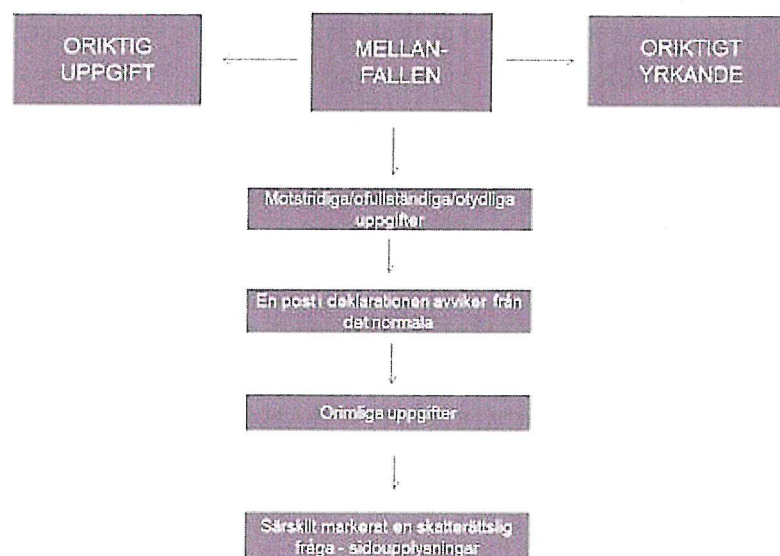 ORIKTIG
UPPGIFT
MELLAN-
FALLEN
ORIKTIGT
YRKANDE
Motstridiga/ofullständiga/otydliga
uppgifter
En post i deklarationen avviker från
det normala
Orimliga uppgifter
Särskilt markerat en skatterättslig
fråga - sidoupplysningar